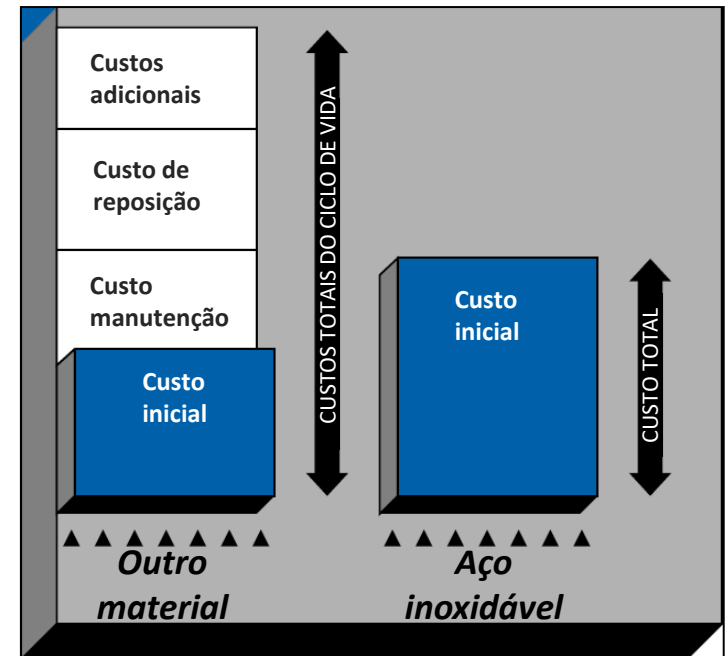 Custos
adicionais
Custo de
reposição
Custo
manutenção
Custo
inicial
CUSTOS TOTAIS DO CICLO DE VIDA
Custo
inicial
CUSTO TOTAL
Outro
material
Aço
inoxidável